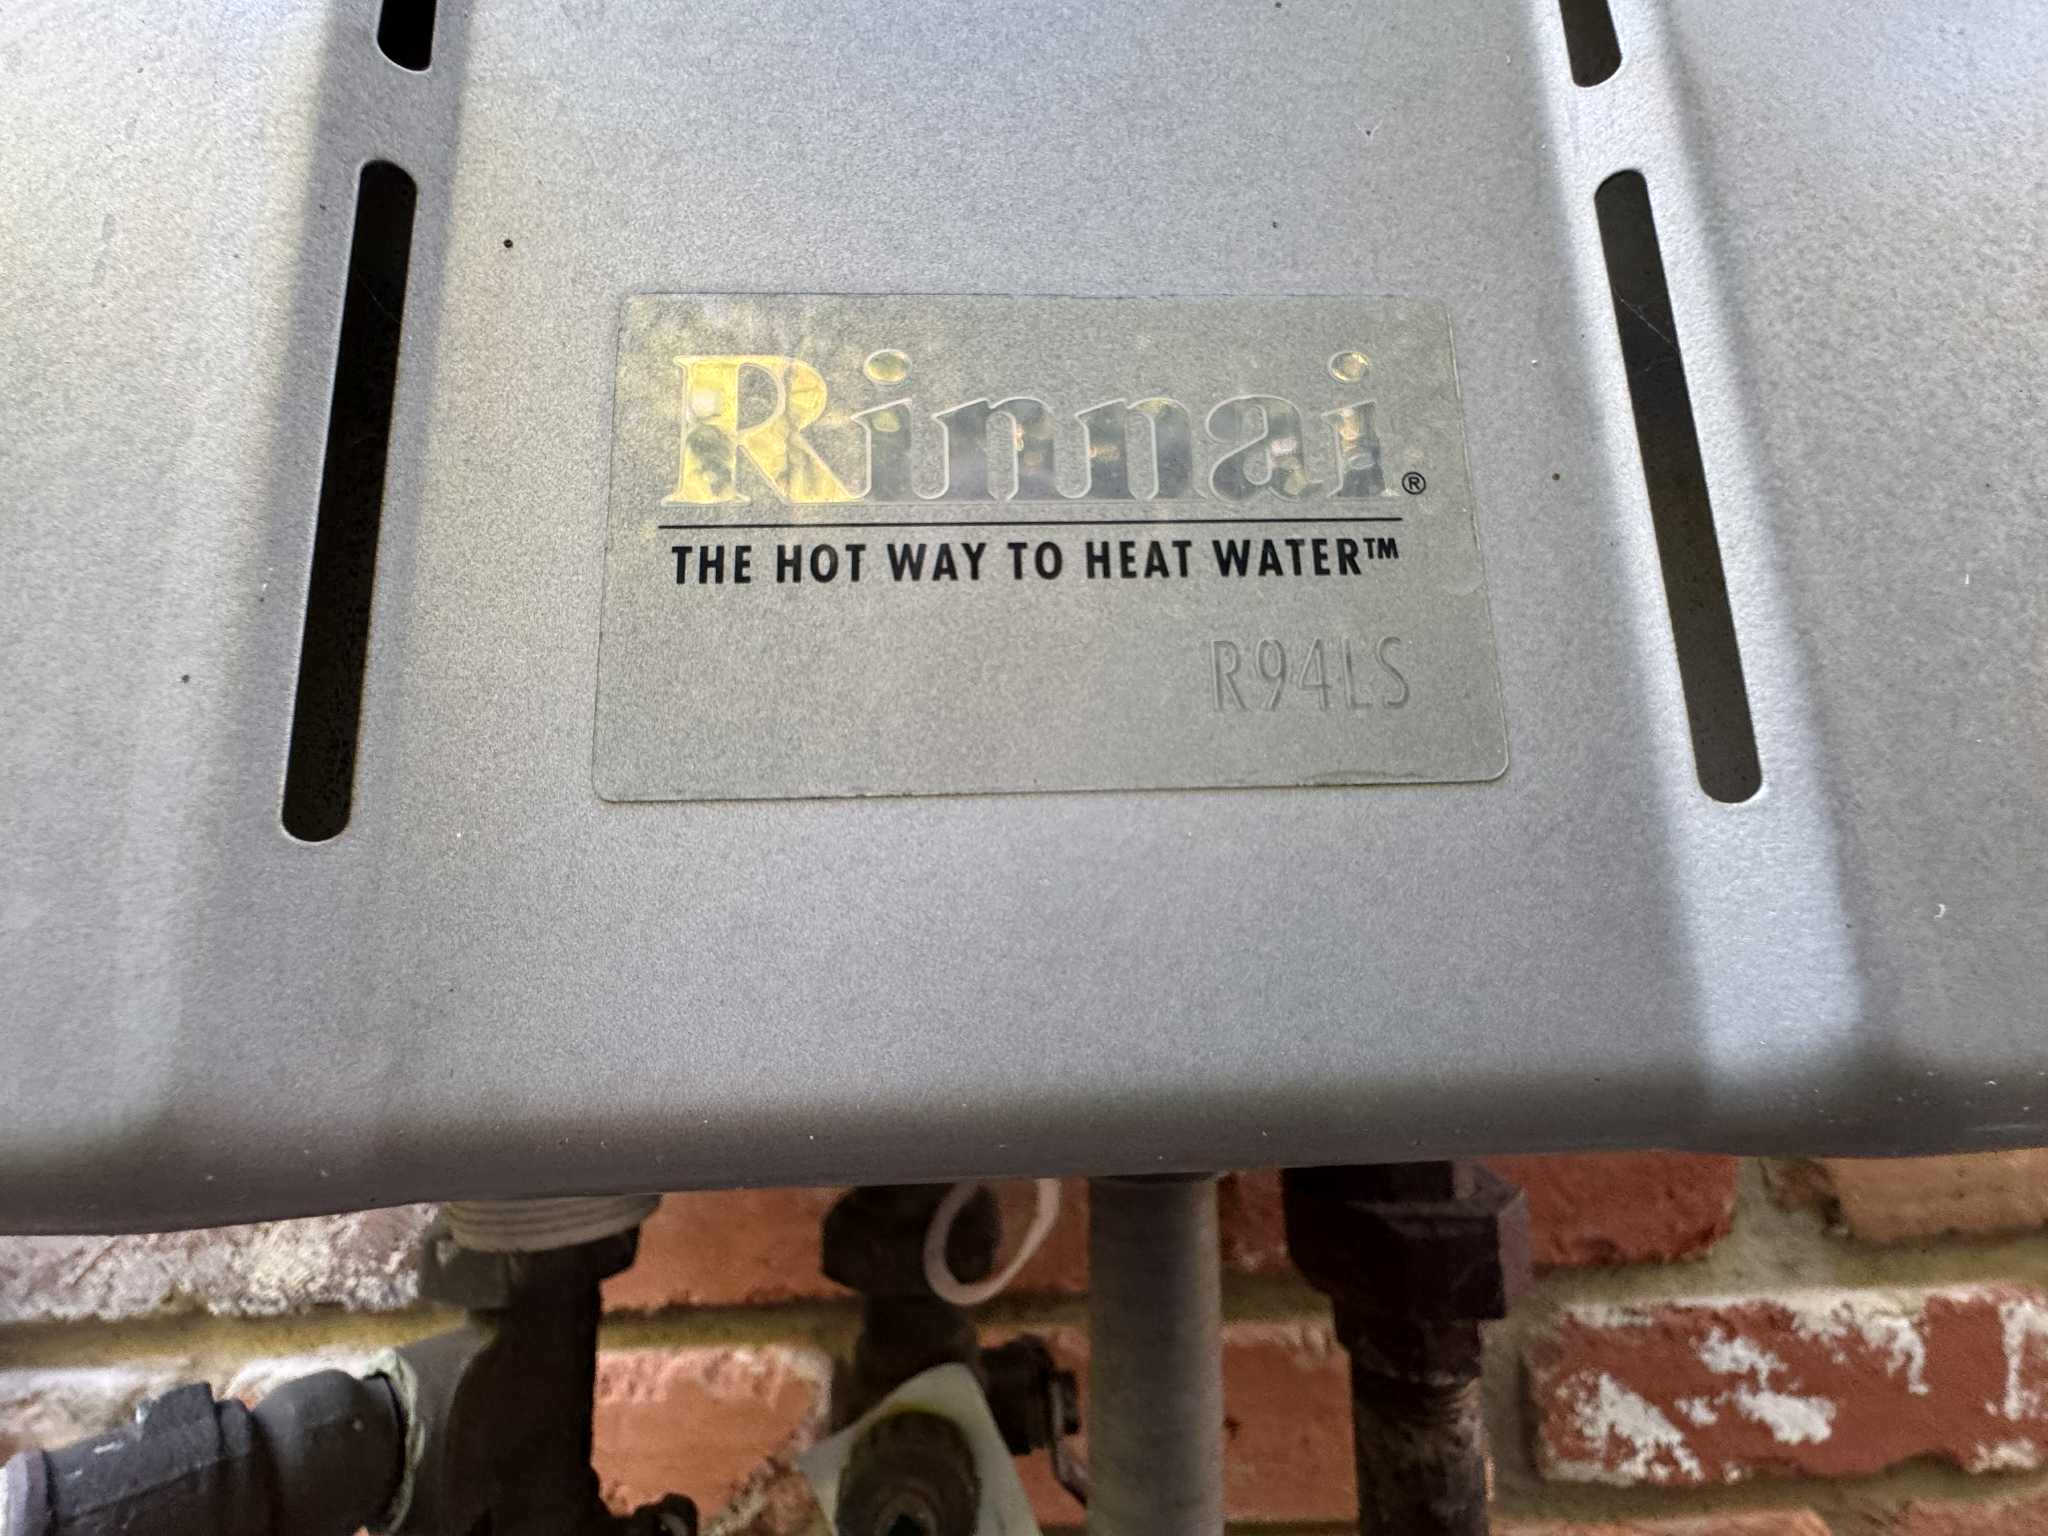 Rinnai®
THE HOT WAY TO HEAT WATER™
R94LS